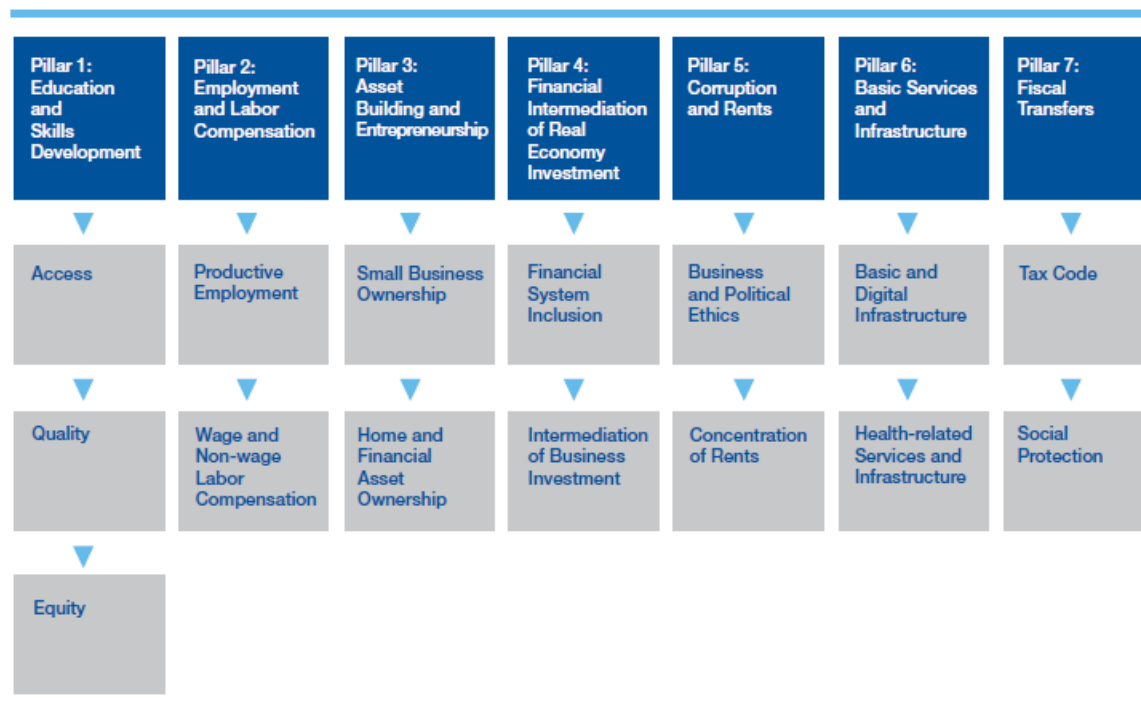 Pillar 1:
Education
and
Skills
Development
Pillar 2:
Employment
and Labor
Compensation
Pillar 3:
Asset
Building and
Entrepreneurship
Pillar 4:
Financial
Intermediation
of Real
Economy
Investment
Pillar 5:
Corruption
and Rents
Pillar 6:
Basic Services
and
Infrastructure
Pillar 7:
Fiscal
Transfers
Access
Productive
Employment
Small Business
Ownership
Financial
System
Inclusion
Business
and Political
Ethics
Basic and
Digital
Infrastructure
Tax Code
Quality
Wage and
Non-wage
Labor
Compensation
Home and
Financial
Asset
Ownership
Intermediation
of Business
Investment
Concentration
of Rents
Health-related
Services and
Infrastructure
Social
Protection
Equity